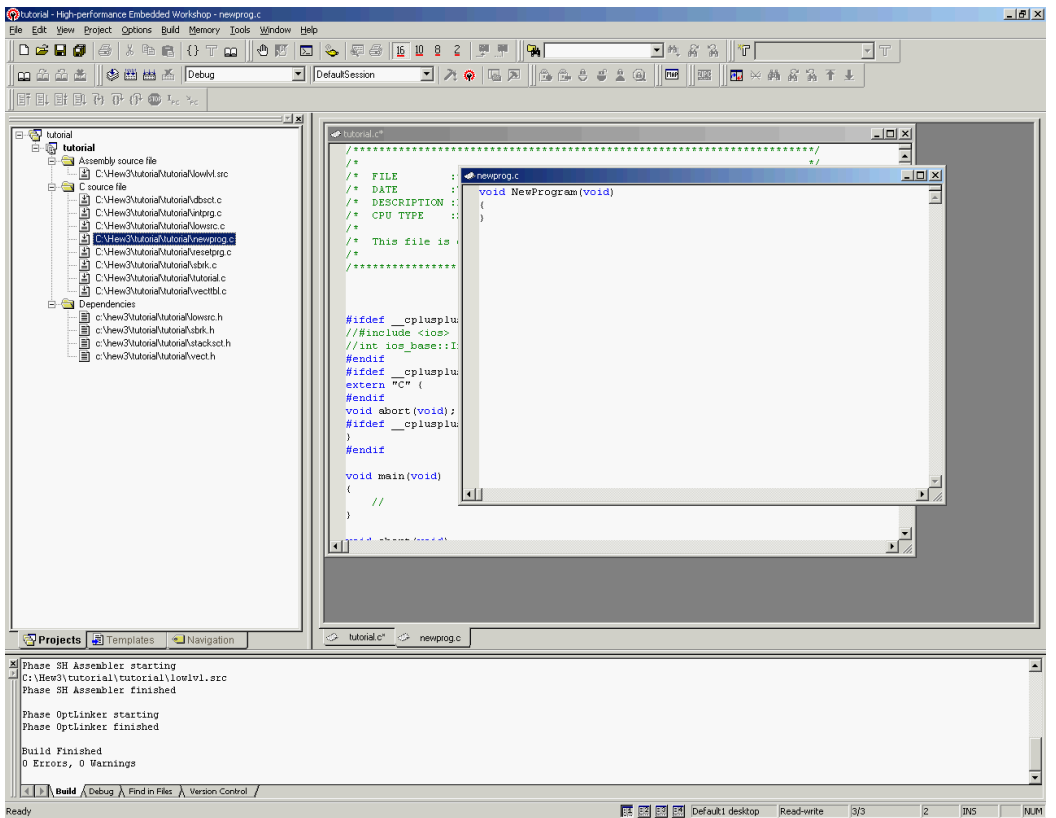 tutorial - High-performance Embedded Workshop - newprog.c
File Edit View Project Options Build Memory Tools Window Help
16 10 8 2
Debug
DefaultSession
tutorial
tutorial
Assembly source file
C:\Hew3\tutorial\tutorial\lowlvl.src
C source file
C:\Hew3\tutorial\tutorial\dbsct.c
C:\Hew3\tutorial\tutorial\intprg.c
C:\Hew3\tutorial\tutorial\lowsrc.c
C:\Hew3\tutorial\tutorial\newprog.c
C:\Hew3\tutorial\tutorial\resetprg.c
C:\Hew3\tutorial\tutorial\sbrk.c
C:\Hew3\tutorial\tutorial\tutorial.c
C:\Hew3\tutorial\tutorial\vecttbl.c
Dependencies
c:\hew3\tutorial\tutorial\lowsrc.h
c:\hew3\tutorial\tutorial\sbrk.h
c:\hew3\tutorial\tutorial\stacksct.h
c:\hew3\tutorial\tutorial\vect.h
Projects Templates Navigation
tutorial.c*
/***********************************************************************/
/* */
/* FILE :
/* DATE :
/* DESCRIPTION :
/* CPU TYPE :
/*
/* This file is
/*
/*****************
#ifdef __cplusplu
//#include <ios>
//int ios_base::I
#endif
#ifdef __cplusplu
extern "C" {
#endif
void abort(void);
#ifdef __cplusplu
}
#endif
void main(void)
{
//
}
void abort(void)
newprog.c
void NewProgram(void)
{
}
tutorial.c* newprog.c
Phase SH Assembler starting
C:\Hew3\tutorial\tutorial\lowlvl.src
Phase SH Assembler finished
Phase OptLinker starting
Phase OptLinker finished
Build Finished
0 Errors, 0 Warnings
Build Debug Find in Files Version Control
Ready Default1 desktop Read-write 3/3 2 INS NUM